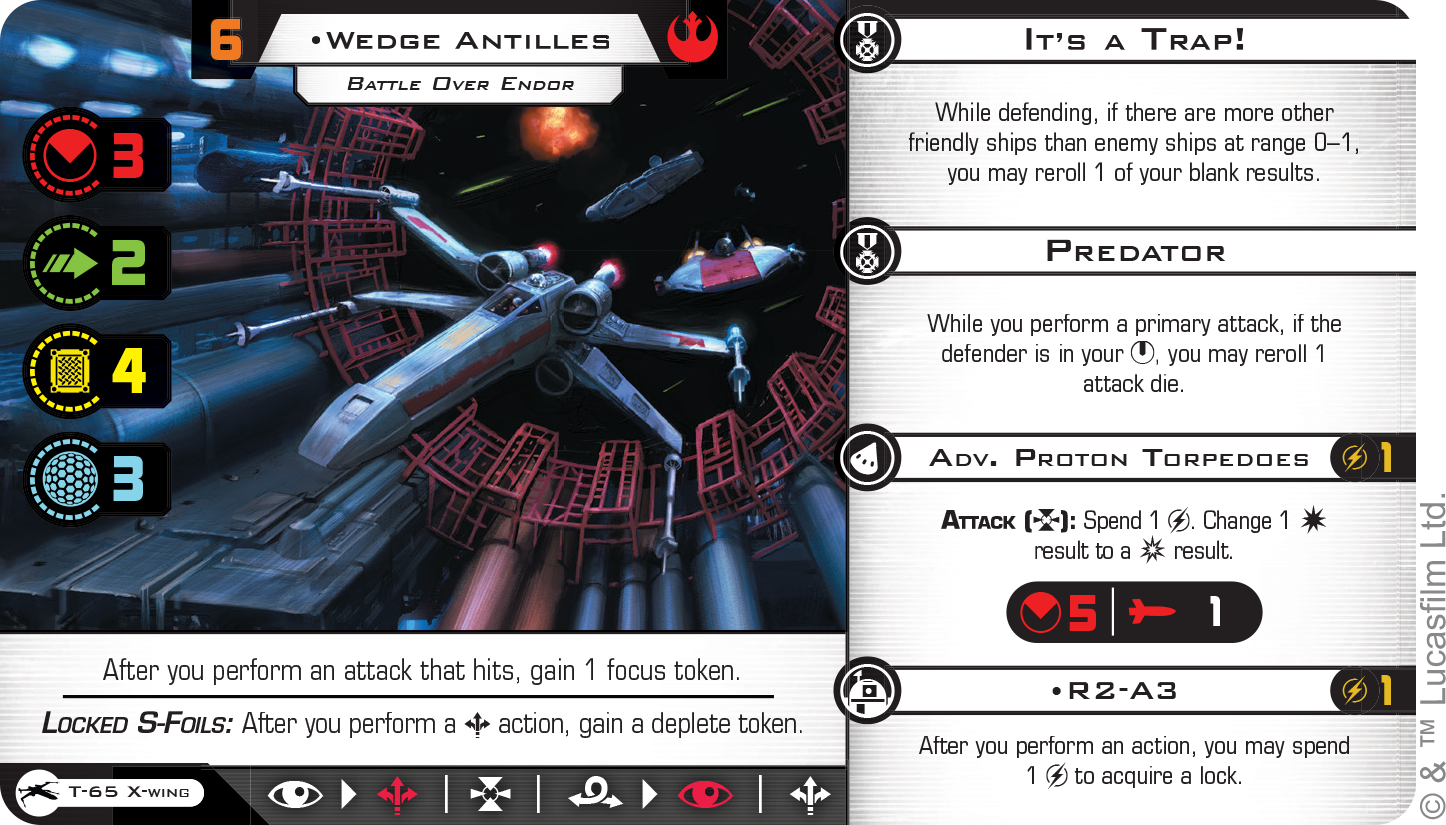 6
•Wedge Antilles
Battle Over Endor
3
2
4
3
After you perform an attack that hits, gain 1 focus token.
Locked S-Foils: After you perform a action, gain a deplete token.
T-65 X-wing
It's a Trap!
While defending, if there are more other
friendly ships than enemy ships at range 0–1,
you may reroll 1 of your blank results.
Predator
While you perform a primary attack, if the
defender is in your , you may reroll 1
attack die.
Adv. Proton Torpedoes
1
Attack ( ): Spend 1 . Change 1
result to a result.
5 1
•R2-A3
1
After you perform an action, you may spend
1 to acquire a lock.
© & ™ Lucasfilm Ltd.